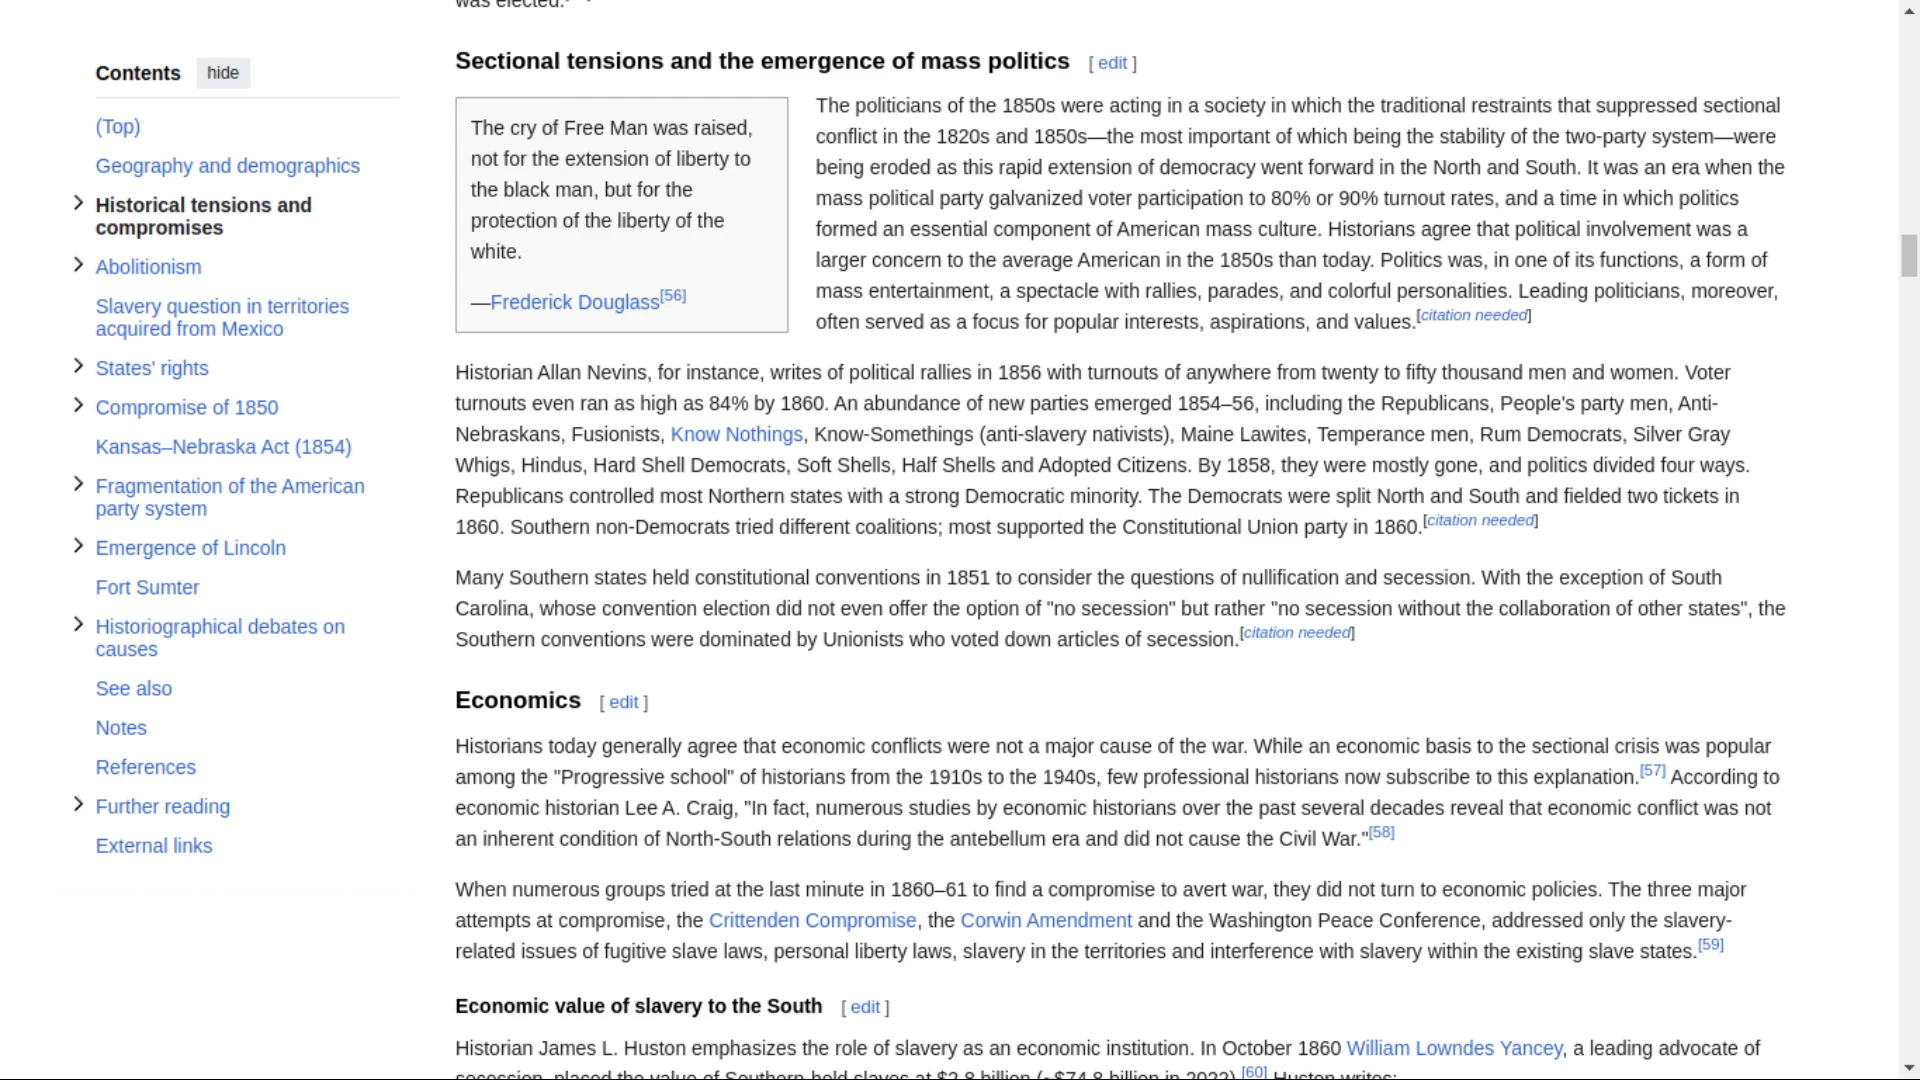 was elected.
Contents hide
(Top)
Geography and demographics
Historical tensions and
compromises
Abolitionism
Slavery question in territories
acquired from Mexico
States' rights
Compromise of 1850
Kansas–Nebraska Act (1854)
Fragmentation of the American
party system
Emergence of Lincoln
Fort Sumter
Historiographical debates on
causes
See also
Notes
References
Further reading
External links
Sectional tensions and the emergence of mass politics [ edit ]
The cry of Free Man was raised,
not for the extension of liberty to
the black man, but for the
protection of the liberty of the
white.
—Frederick Douglass[56]
The politicians of the 1850s were acting in a society in which the traditional restraints that suppressed sectional
conflict in the 1820s and 1850s—the most important of which being the stability of the two-party system—were
being eroded as this rapid extension of democracy went forward in the North and South. It was an era when the
mass political party galvanized voter participation to 80% or 90% turnout rates, and a time in which politics
formed an essential component of American mass culture. Historians agree that political involvement was a
larger concern to the average American in the 1850s than today. Politics was, in one of its functions, a form of
mass entertainment, a spectacle with rallies, parades, and colorful personalities. Leading politicians, moreover,
often served as a focus for popular interests, aspirations, and values.[citation needed]
Historian Allan Nevins, for instance, writes of political rallies in 1856 with turnouts of anywhere from twenty to fifty thousand men and women. Voter
turnouts even ran as high as 84% by 1860. An abundance of new parties emerged 1854–56, including the Republicans, People's party men, Anti-
Nebraskans, Fusionists, Know Nothings, Know-Somethings (anti-slavery nativists), Maine Lawites, Temperance men, Rum Democrats, Silver Gray
Whigs, Hindus, Hard Shell Democrats, Soft Shells, Half Shells and Adopted Citizens. By 1858, they were mostly gone, and politics divided four ways.
Republicans controlled most Northern states with a strong Democratic minority. The Democrats were split North and South and fielded two tickets in
1860. Southern non-Democrats tried different coalitions; most supported the Constitutional Union party in 1860.[citation needed]
Many Southern states held constitutional conventions in 1851 to consider the questions of nullification and secession. With the exception of South
Carolina, whose convention election did not even offer the option of "no secession" but rather "no secession without the collaboration of other states", the
Southern conventions were dominated by Unionists who voted down articles of secession.[citation needed]
Economics [ edit ]
Historians today generally agree that economic conflicts were not a major cause of the war. While an economic basis to the sectional crisis was popular
among the "Progressive school" of historians from the 1910s to the 1940s, few professional historians now subscribe to this explanation.[57] According to
economic historian Lee A. Craig, "In fact, numerous studies by economic historians over the past several decades reveal that economic conflict was not
an inherent condition of North-South relations during the antebellum era and did not cause the Civil War."[58]
When numerous groups tried at the last minute in 1860–61 to find a compromise to avert war, they did not turn to economic policies. The three major
attempts at compromise, the Crittenden Compromise, the Corwin Amendment and the Washington Peace Conference, addressed only the slavery-
related issues of fugitive slave laws, personal liberty laws, slavery in the territories and interference with slavery within the existing slave states.[59]
Economic value of slavery to the South [ edit ]
Historian James L. Huston emphasizes the role of slavery as an economic institution. In October 1860 William Lowndes Yancey, a leading advocate of
secession, placed the value of Southern-held slaves at $2.8 billion (~$74.8 billion in 2022).[60] Huston writes: